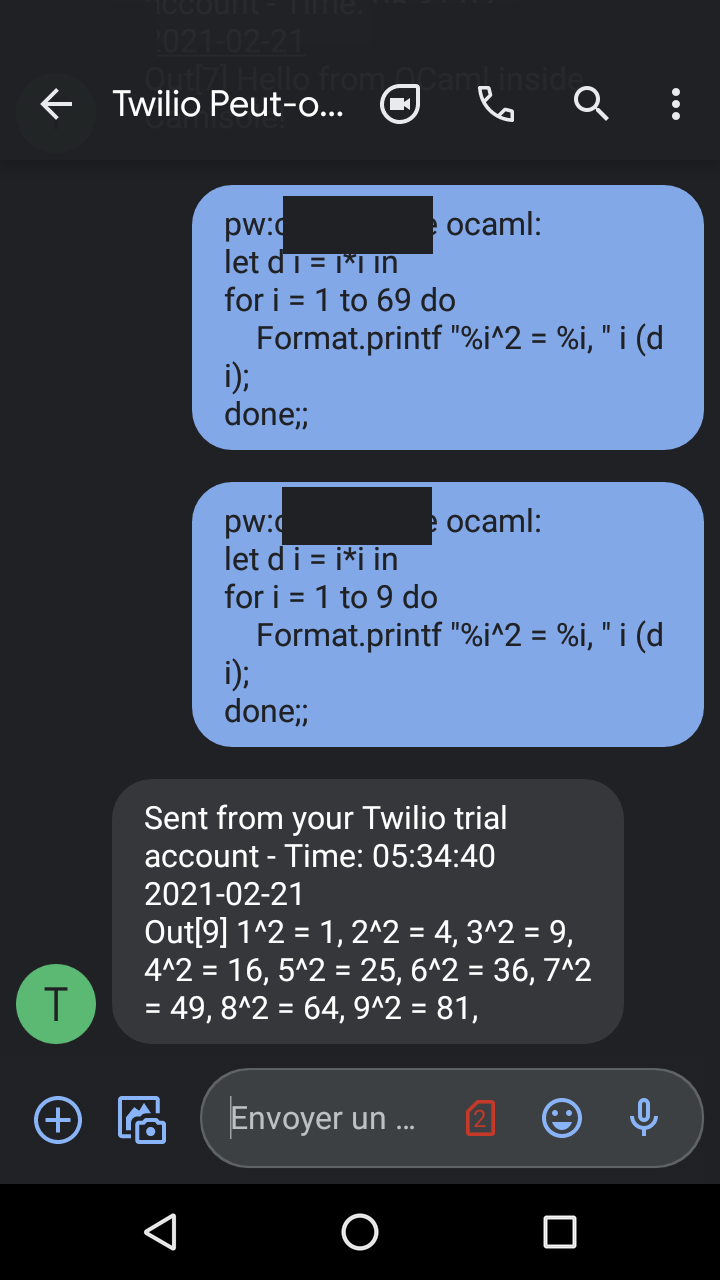 account - Time:
2021-02-21
Out[7] Hello from OCaml inside
Camisole!
Twilio Peut-o...
pw:c e ocaml:
let d i = i*i in
for i = 1 to 69 do
Format.printf "%i^2 = %i, " i (d
i);
done;;
pw:c e ocaml:
let d i = i*i in
for i = 1 to 9 do
Format.printf "%i^2 = %i, " i (d
i);
done;;
Sent from your Twilio trial
account - Time: 05:34:40
2021-02-21
Out[9] 1^2 = 1, 2^2 = 4, 3^2 = 9,
4^2 = 16, 5^2 = 25, 6^2 = 36, 7^2
= 49, 8^2 = 64, 9^2 = 81,
T
Envoyer un ...
2